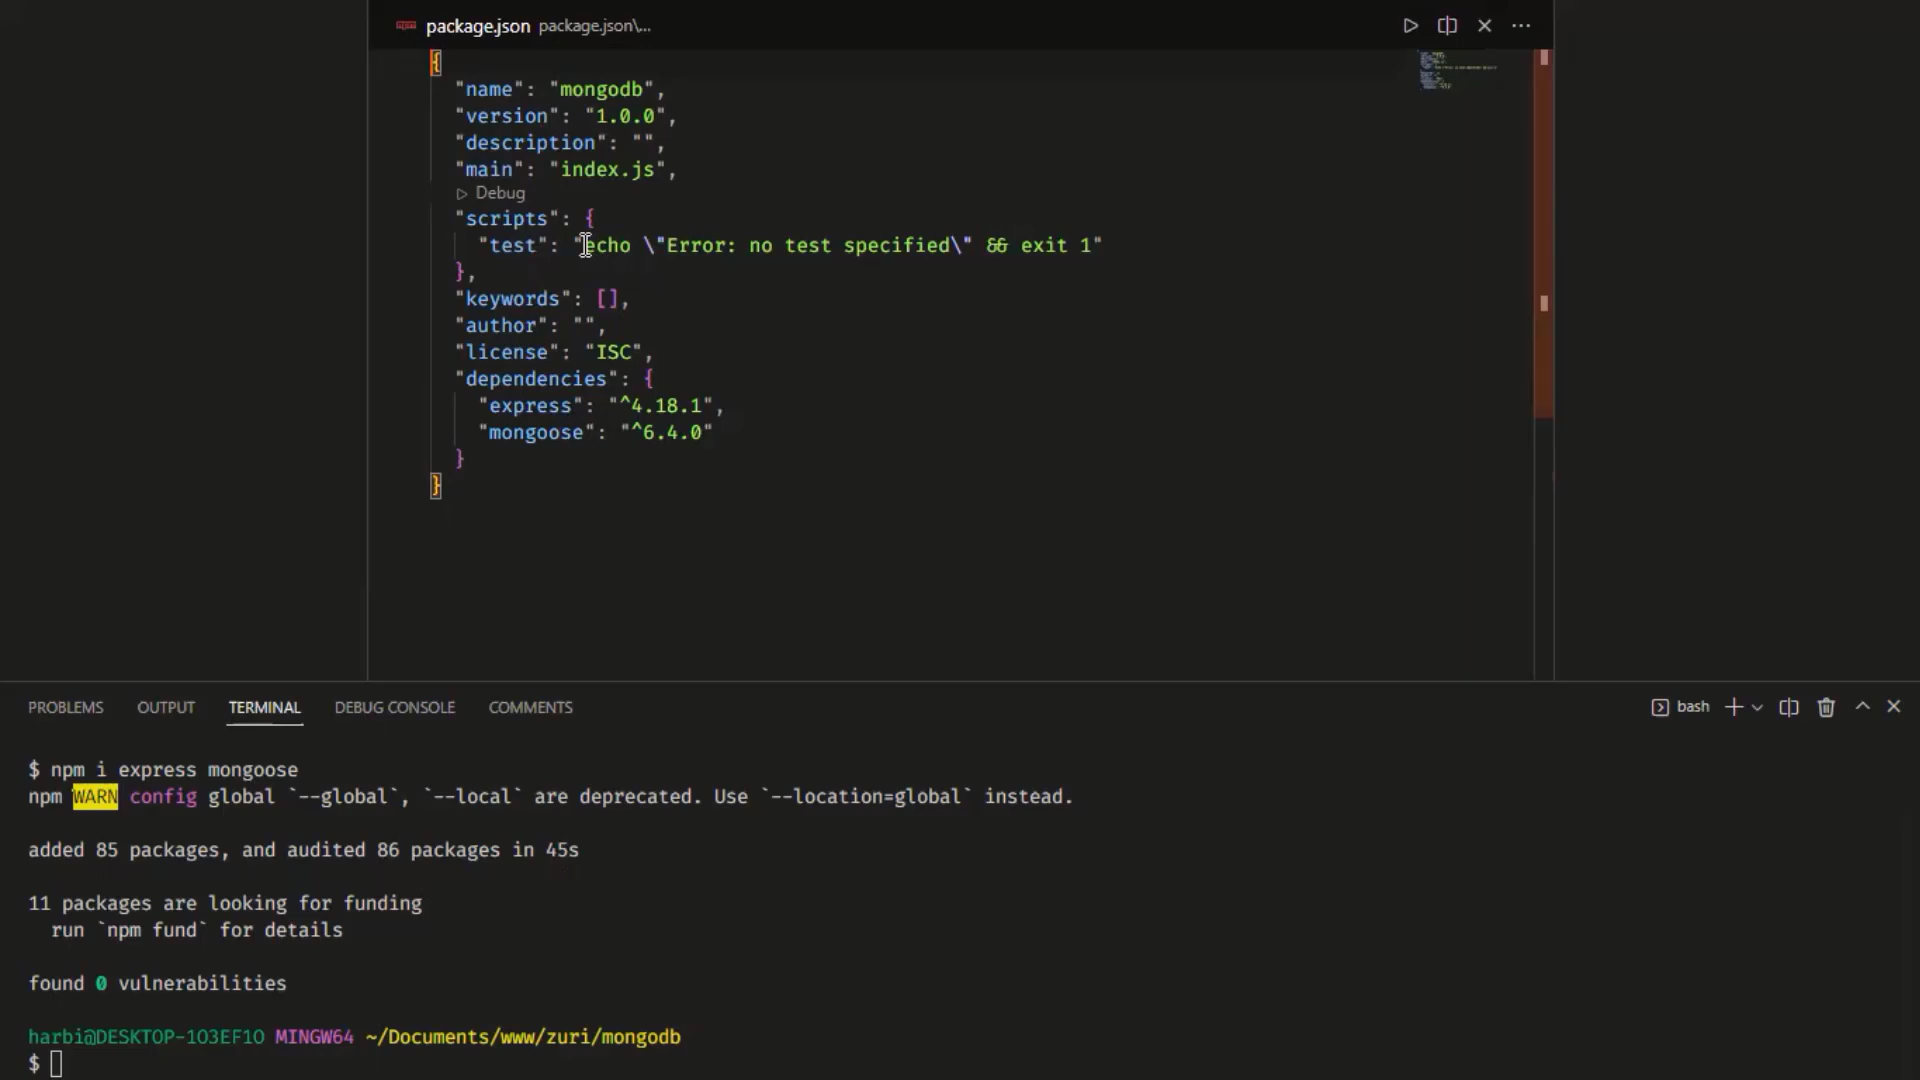 package.json package.json\...
{
"name": "mongodb",
"version": "1.0.0",
"description": "",
"main": "index.js",
Debug
"scripts": {
"test": "echo \"Error: no test specified\" && exit 1"
},
"keywords": [],
"author": "",
"license": "ISC",
"dependencies": {
"express": "^4.18.1",
"mongoose": "^6.4.0"
}
}
PROBLEMS OUTPUT TERMINAL DEBUG CONSOLE COMMENTS bash
$ npm i express mongoose
npm WARN config global `--global`, `--local` are deprecated. Use `--location=global` instead.
added 85 packages, and audited 86 packages in 45s
11 packages are looking for funding
run `npm fund` for details
found 0 vulnerabilities
harbi@DESKTOP-1O3EF1O MINGW64 ~/Documents/www/zuri/mongodb
$